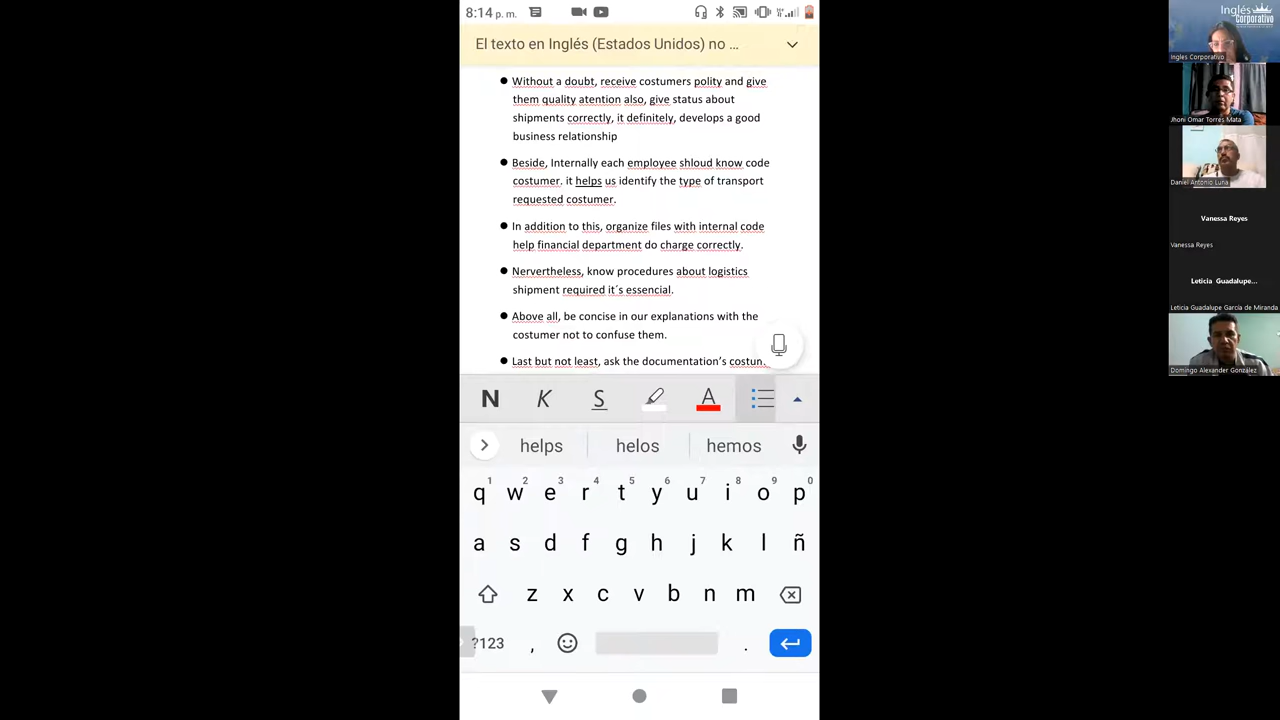 8:14 p. m.
El texto en Inglés (Estados Unidos) no ...
Without a doubt, receive costumers polity and give
them quality atention also, give status about
shipments correctly, it definitely, develops a good
business relationship
Beside, Internally each employee shloud know code
costumer. it helps us identify the type of transport
requested costumer.
In addition to this, organize files with internal code
help financial department do charge correctly.
Nervertheless, know procedures about logistics
shipment required it´s essencial.
Above all, be concise in our explanations with the
costumer not to confuse them.
Last but not least, ask the documentation's
N K S A
helps helos hemos
1 2 3 4 5 6 7 8 9 0
q w e r t y u i o p
a s d f g h j k l ñ
z x c v b n m
?123 , .
Inglés
Corporativo
Ingles Corporativo
Jhoni Omar Torres Mata
Daniel Antonio Luna
Vanessa Reyes
Vanessa Reyes
Leticia Guadalupe...
Leticia Guadalupe García de Miranda
Domingo Alexander González